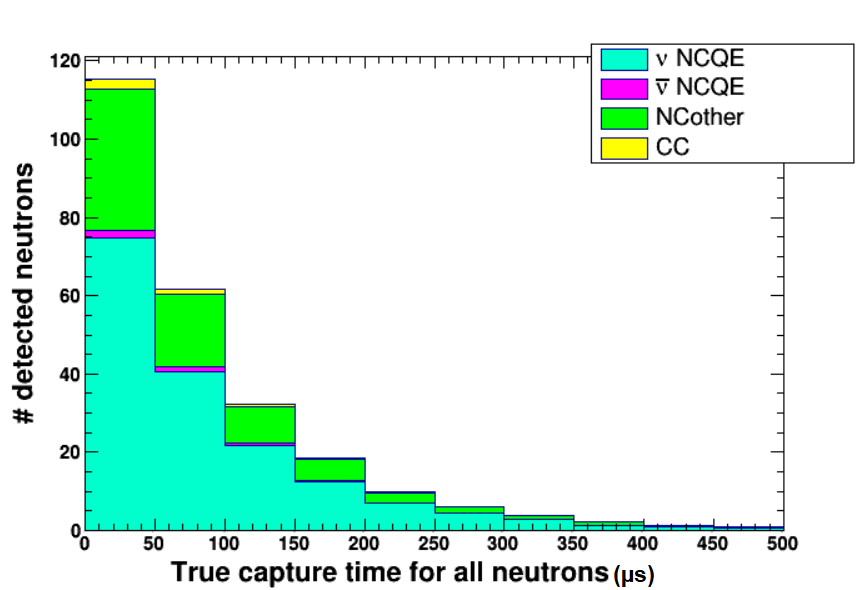 ν NCQE
ν̅ NCQE
NCother
CC
120
100
80
60
40
20
0
# detected neutrons
0 50 100 150 200 250 300 350 400 450 500
True capture time for all neutrons (μs)